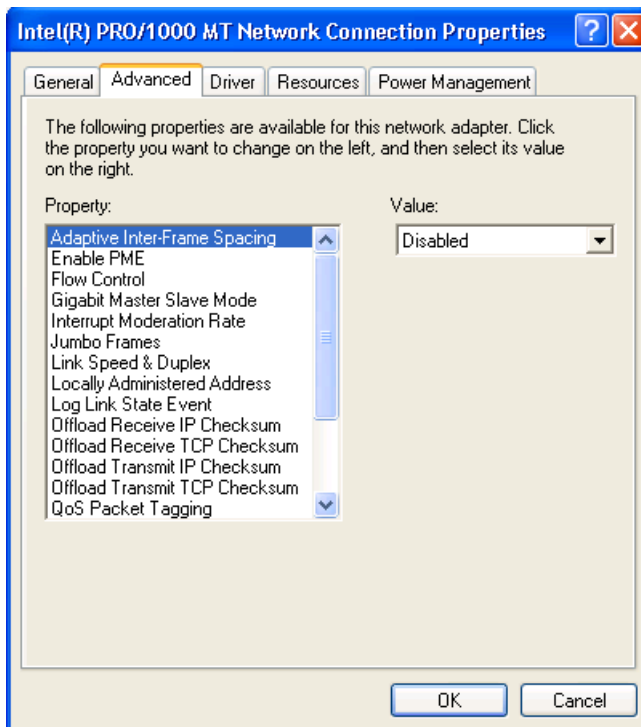 Intel(R) PRO/1000 MT Network Connection Properties
General Advanced Driver Resources Power Management
The following properties are available for this network adapter. Click
the property you want to change on the left, and then select its value
on the right.
Property:
Value:
Adaptive Inter-Frame Spacing
Disabled
Enable PME
Flow Control
Gigabit Master Slave Mode
Interrupt Moderation Rate
Jumbo Frames
Link Speed & Duplex
Locally Administered Address
Log Link State Event
Offload Receive IP Checksum
Offload Receive TCP Checksum
Offload Transmit IP Checksum
Offload Transmit TCP Checksum
QoS Packet Tagging
OK
Cancel